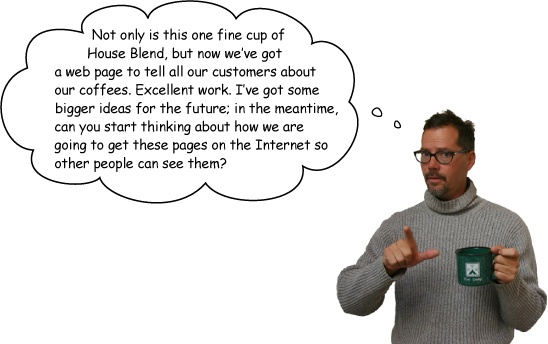 Not only is this one fine cup of
House Blend, but now we've got
a web page to tell all our customers about
our coffees. Excellent work. I've got some
bigger ideas for the future; in the meantime,
can you start thinking about how we are
going to get these pages on the Internet so
other people can see them?